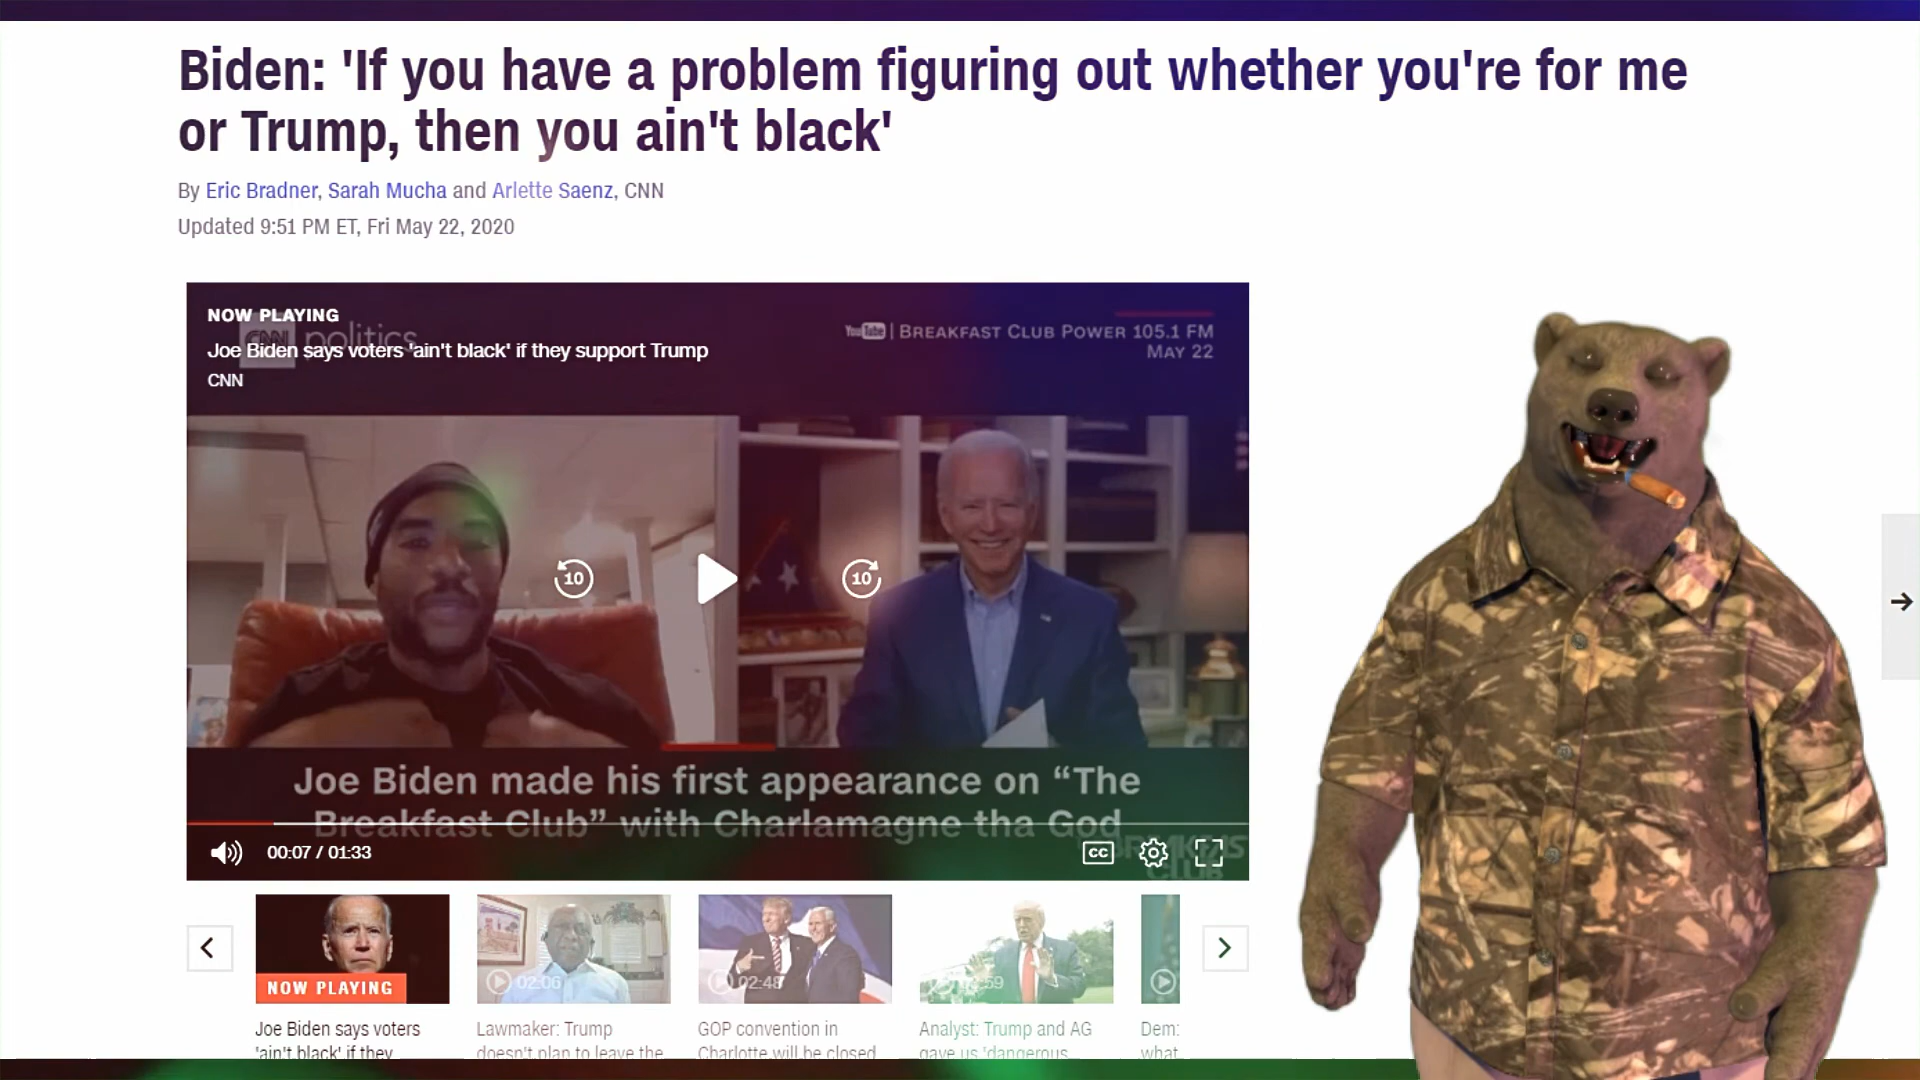 Biden: 'If you have a problem figuring out whether you're for me
or Trump, then you ain't black'
By Eric Bradner, Sarah Mucha and Arlette Saenz, CNN
Updated 9:51 PM ET, Fri May 22, 2020
NOW PLAYING
CNN politics
Joe Biden says voters 'ain't black' if they support Trump
CNN
YouTube | BREAKFAST CLUB POWER 105.1 FM
MAY 22
10
10
Joe Biden made his first appearance on “The
Breakfast Club” with Charlamagne tha God
BREAKFAST
CLUB
00:07 / 01:33
CC
NOW PLAYING
02:06
02:48
:59
Joe Biden says voters
'ain't black' if they
Lawmaker: Trump
doesn't plan to leave the
GOP convention in
Charlotte will be closed
Analyst: Trump and AG
gave us 'dangerous
Dem:
what